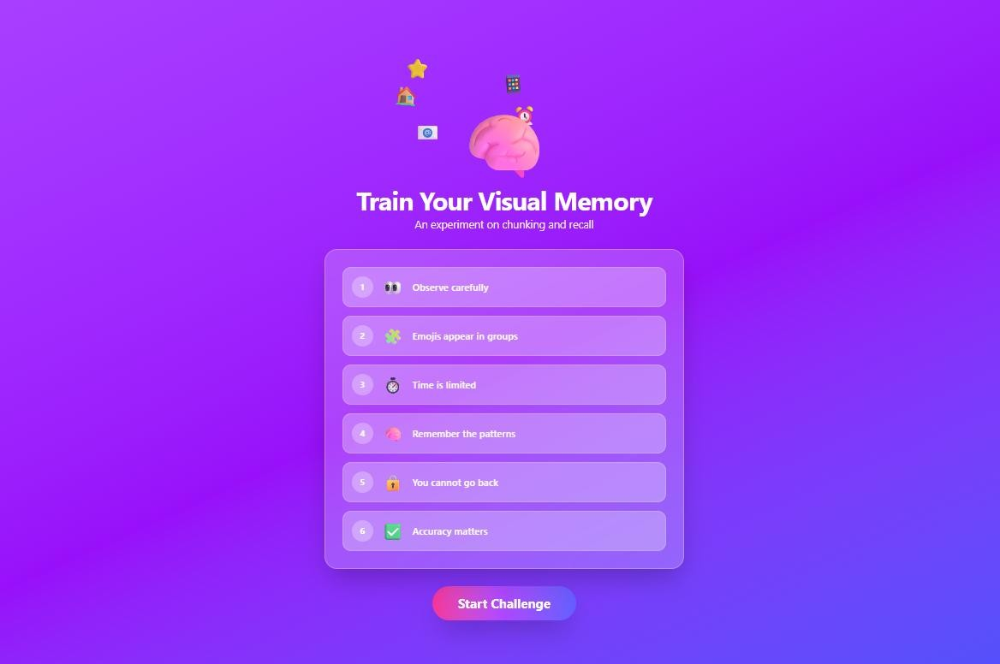 Train Your Visual Memory
An experiment on chunking and recall
1 Observe carefully
2 Emojis appear in groups
3 Time is limited
4 Remember the patterns
5 You cannot go back
6 Accuracy matters
Start Challenge